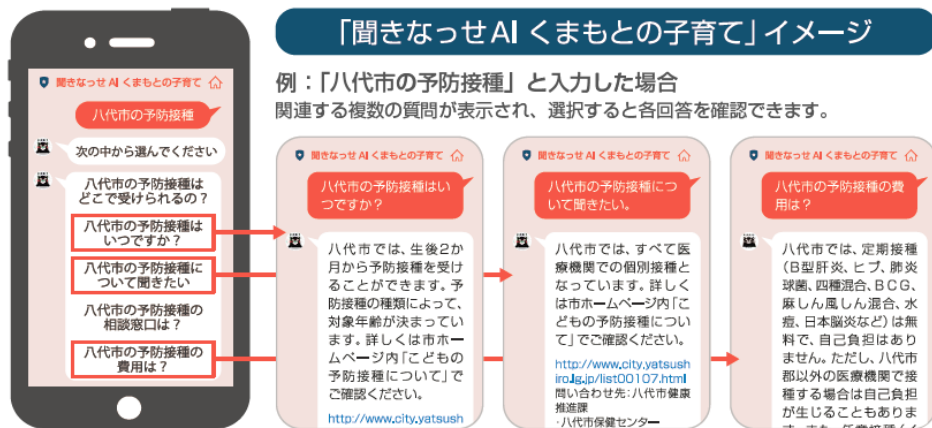 「聞きなっせAI くまもとの子育て」イメージ
例：「八代市の予防接種」と入力した場合
関連する複数の質問が表示され、選択すると各回答を確認できます。
聞きなっせ AI くまもとの子育て
八代市の予防接種
次の中から選んでください
八代市の予防接種は
どこで受けられるの？
八代市の予防接種は
いつですか？
八代市の予防接種に
ついて聞きたい
八代市の予防接種の
相談窓口は？
八代市の予防接種の
費用は？
聞きなっせ AI くまもとの子育て
八代市の予防接種はい
つですか？
八代市では、生後2か
月から予防接種を受け
ることができます。予
防接種の種類によって、
対象年齢が決まってい
ます。詳しくは市ホー
ムページ内「こどもの
予防接種について」で
ご確認ください。
http://www.city.yatsush
聞きなっせ AI くまもとの子育て
八代市の予防接種につ
いて聞きたい。
八代市では、すべて医
療機関での個別接種と
なっています。詳しく
は市ホームページ内「こ
どもの予防接種につい
て」でご確認ください。
http://www.city.yatsush
iro.lg.jp/list00107.html
問い合わせ先：八代市健康
推進課
・八代市保健センター
聞きなっせ AI くまもとの子育て
八代市の予防接種の費
用は？
八代市では、定期接種
（B型肝炎、ヒブ、肺炎
球菌、四種混合、BCG、
麻しん風しん混合、水
痘、日本脳炎など）は無
料で、自己負担はあり
ません。ただし、八代市
郡以外の医療機関で接
種する場合は自己負担
が生じることもありま